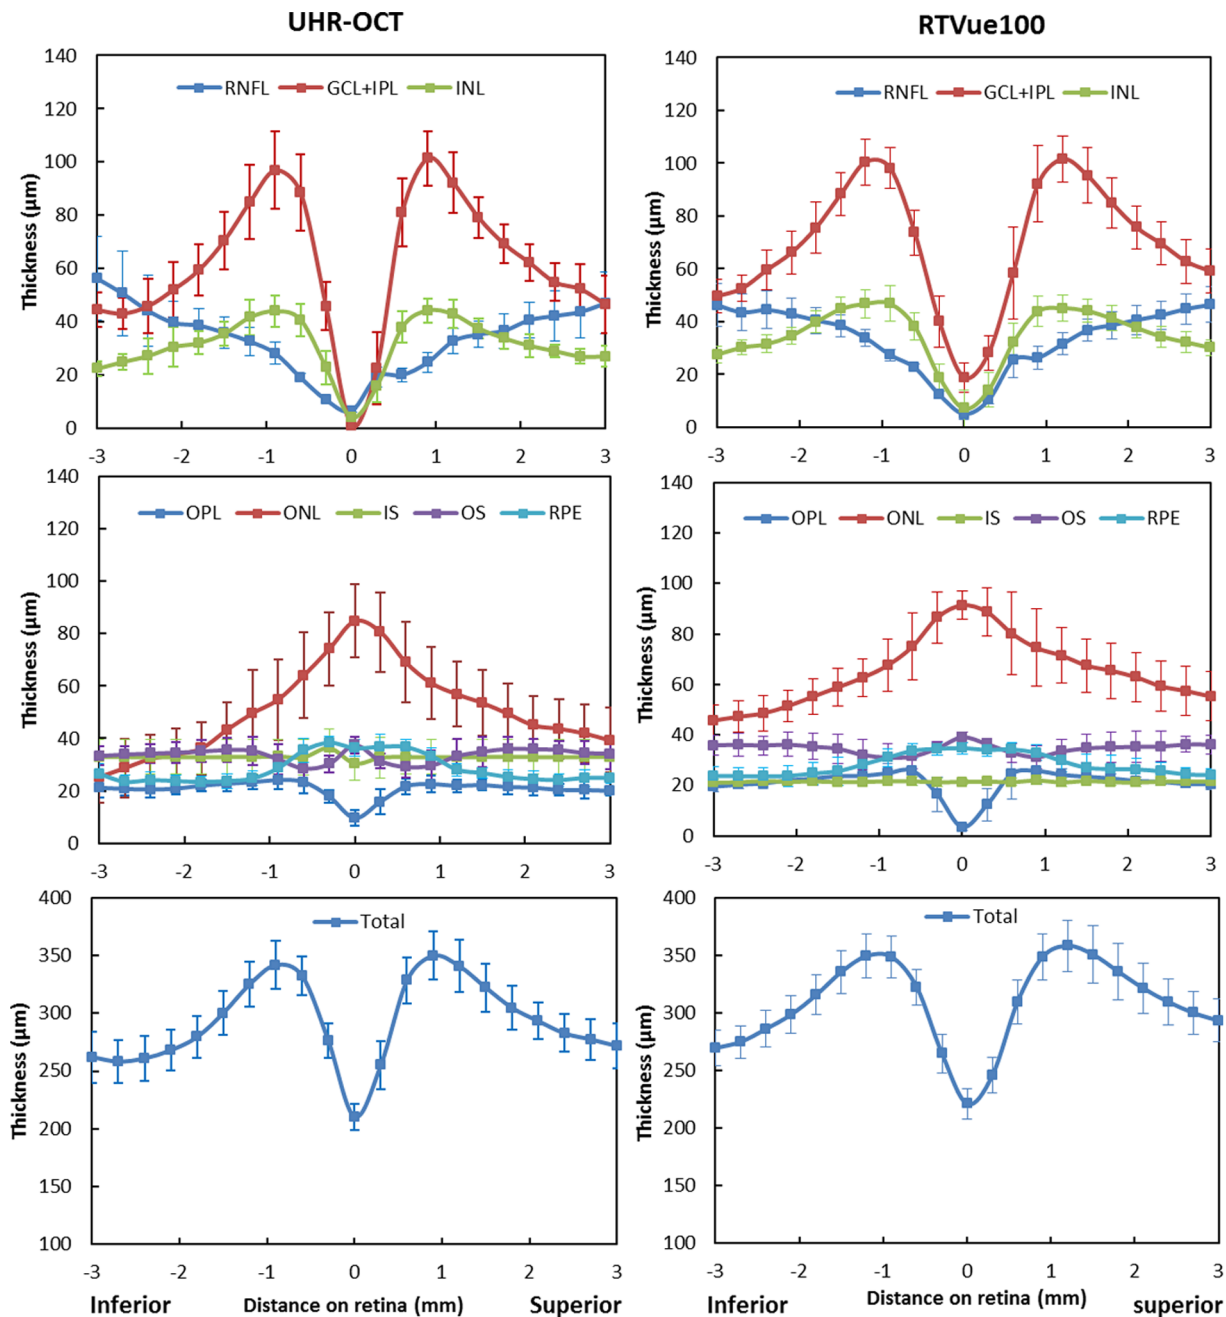 UHR-OCT
RTVue100
RNFL GCL+IPL INL
RNFL GCL+IPL INL
Thickness (μm)
140
120
100
80
60
40
20
0
-3 -2 -1 0 1 2 3
Thickness (μm)
140
120
100
80
60
40
20
0
-3 -2 -1 0 1 2 3
OPL ONL IS OS RPE
Thickness (μm)
140
120
100
80
60
40
20
0
-3 -2 -1 0 1 2 3
OPL ONL IS OS RPE
Thickness (μm)
140
120
100
80
60
40
20
0
-3 -2 -1 0 1 2 3
Total
Thickness (μm)
400
350
300
250
200
150
100
-3 -2 -1 0 1 2 3
Inferior Distance on retina (mm) Superior
Total
Thickness (μm)
400
350
300
250
200
150
100
-3 -2 -1 0 1 2 3
Inferior Distance on retina (mm) superior